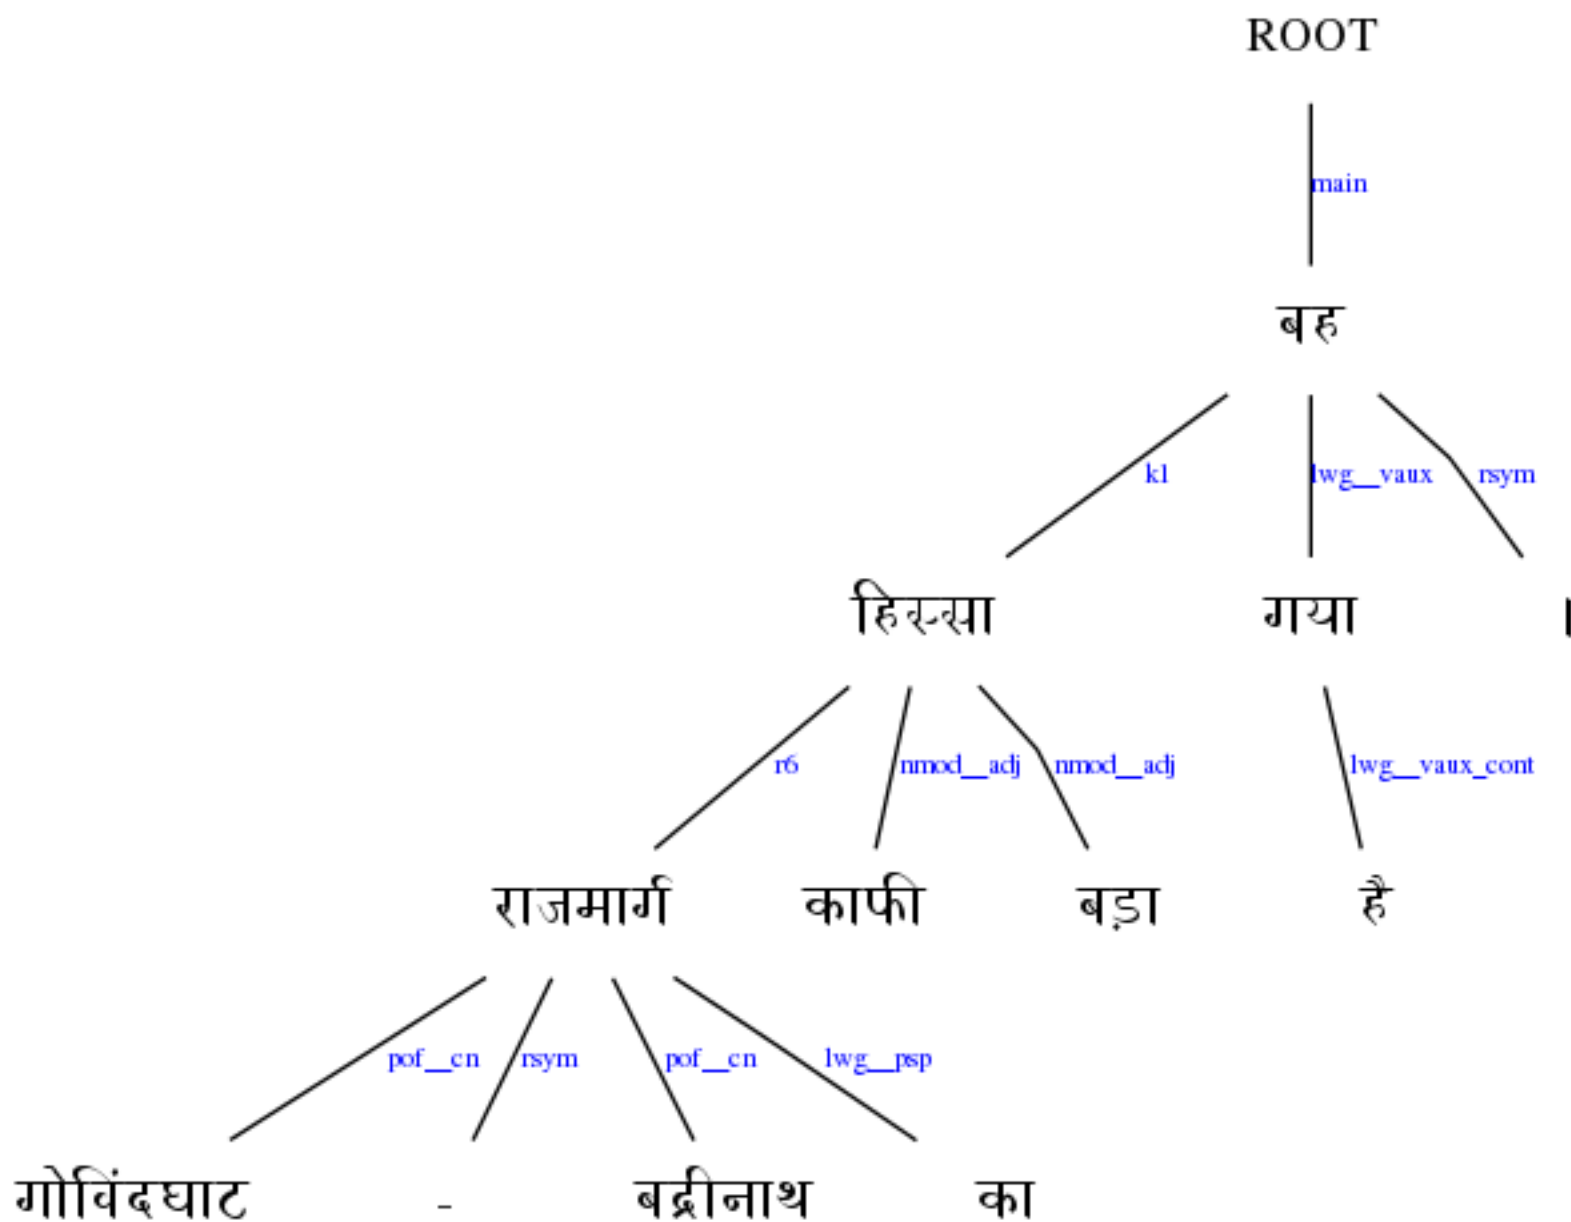 ROOT
main
बह
k1 lwg__vaux rsym
हिस्सा गया ।
r6 nmod__adj nmod__adj lwg__vaux_cont
राजमार्ग काफी बड़ा है
pof__cn rsym pof__cn lwg__psp
गोविंदघाट - बद्रीनाथ का